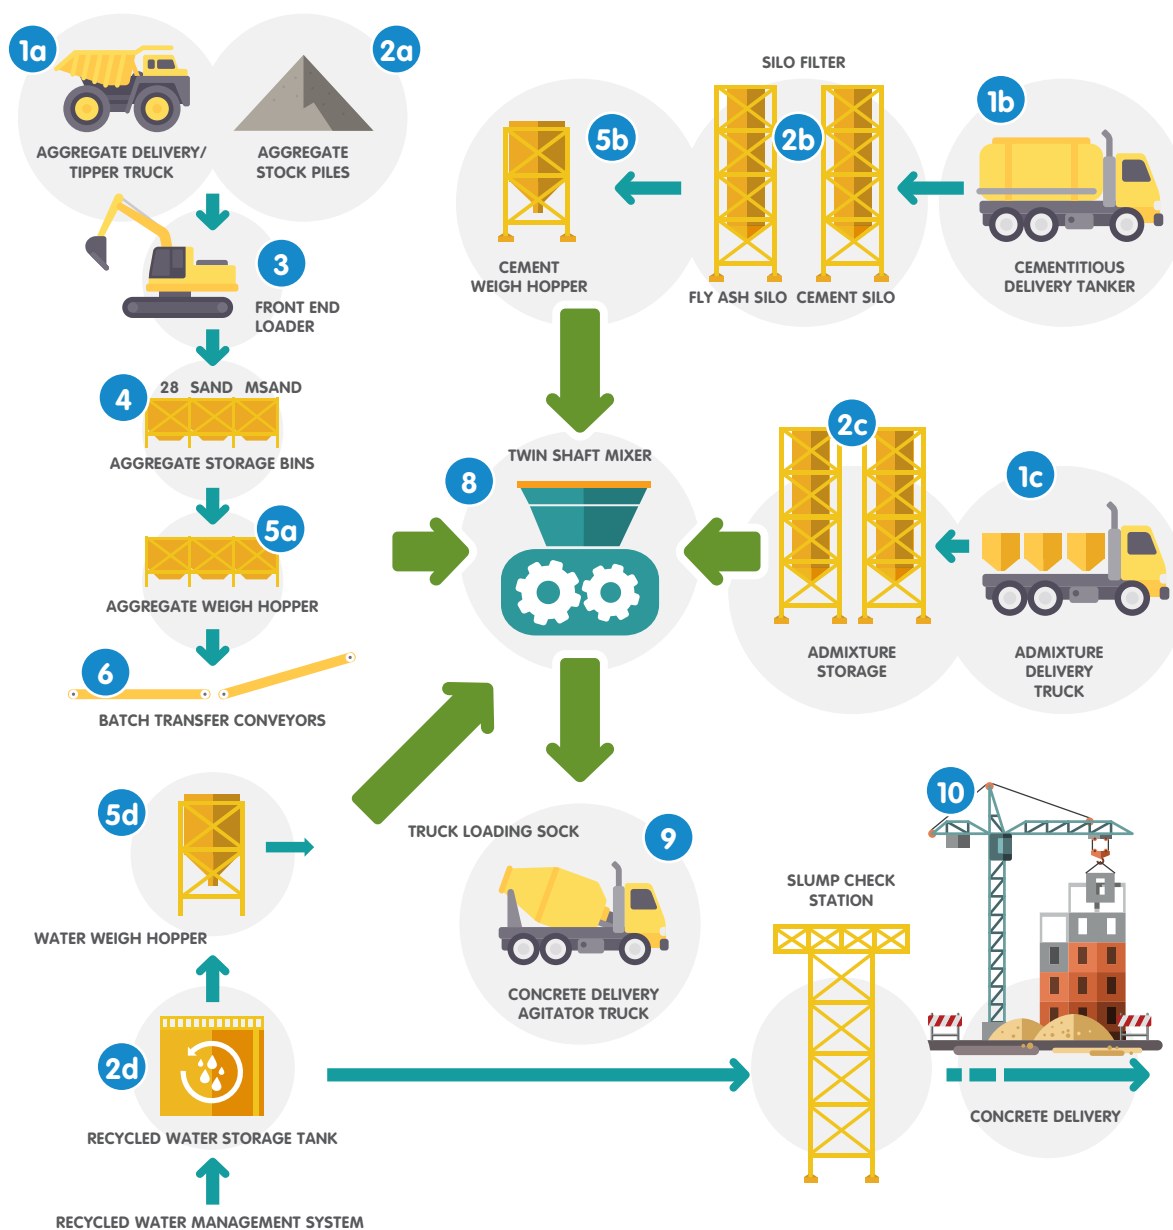 1a
2a
AGGREGATE DELIVERY/
TIPPER TRUCK
AGGREGATE
STOCK PILES
3
FRONT END
LOADER
4
28 SAND MSAND
AGGREGATE STORAGE BINS
5a
AGGREGATE WEIGH HOPPER
6
BATCH TRANSFER CONVEYORS
5d
WATER WEIGH HOPPER
2d
RECYCLED WATER STORAGE TANK
RECYCLED WATER MANAGEMENT SYSTEM
5b
CEMENT
WEIGH HOPPER
SILO FILTER
2b
FLY ASH SILO
CEMENT SILO
1b
CEMENTITIOUS
DELIVERY TANKER
8
TWIN SHAFT MIXER
2c
ADMIXTURE
STORAGE
1c
ADMIXTURE
DELIVERY
TRUCK
TRUCK LOADING SOCK
9
CONCRETE DELIVERY
AGITATOR TRUCK
SLUMP CHECK
STATION
10
CONCRETE DELIVERY